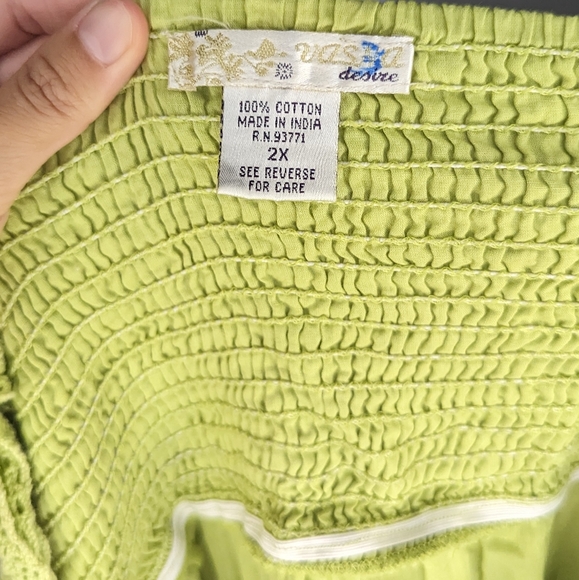 desire
100% COTTON
MADE IN INDIA
R.N.93771
2X
SEE REVERSE
FOR CARE